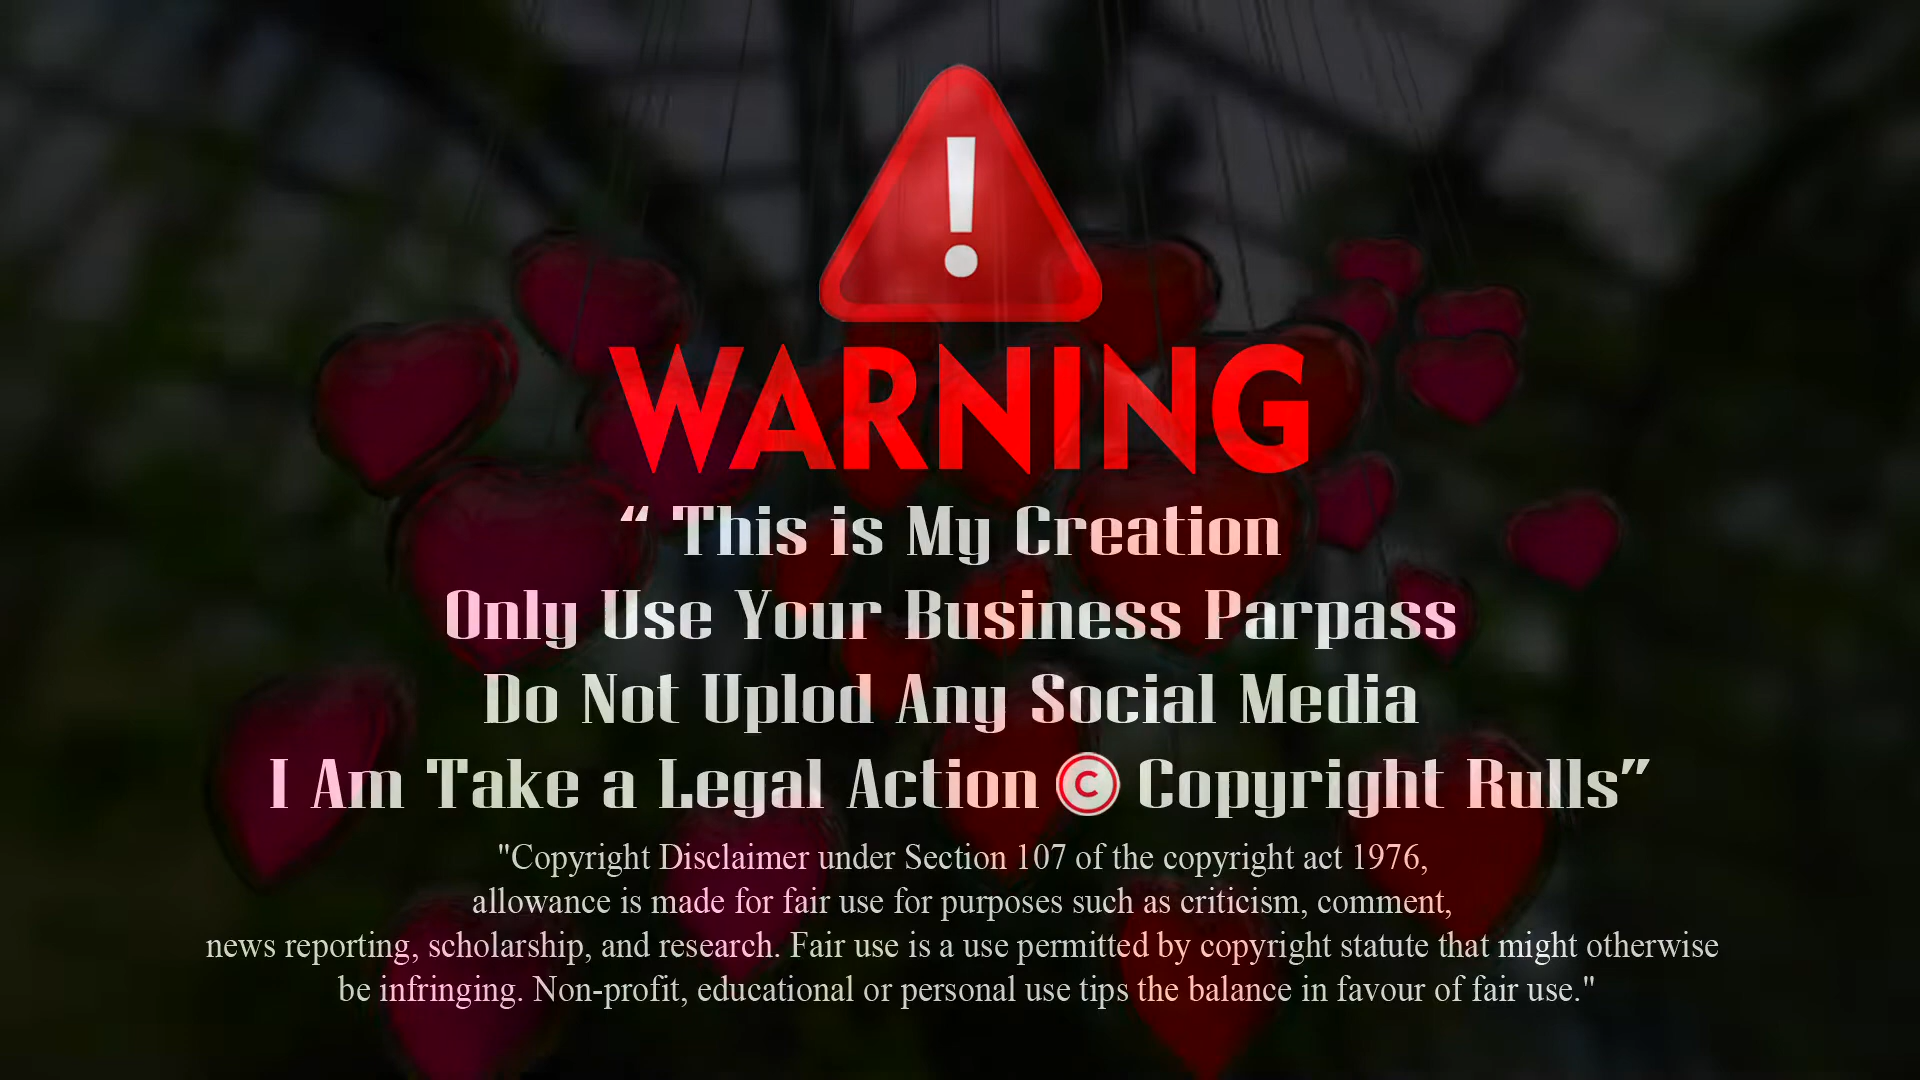 WARNING
“ This is My Creation
Only Use Your Business Parpass
Do Not Uplod Any Social Media
I Am Take a Legal Action © Copyright Rulls”
"Copyright Disclaimer under Section 107 of the copyright act 1976,
allowance is made for fair use for purposes such as criticism, comment,
news reporting, scholarship, and research. Fair use is a use permitted by copyright statute that might otherwise
be infringing. Non-profit, educational or personal use tips the balance in favour of fair use."